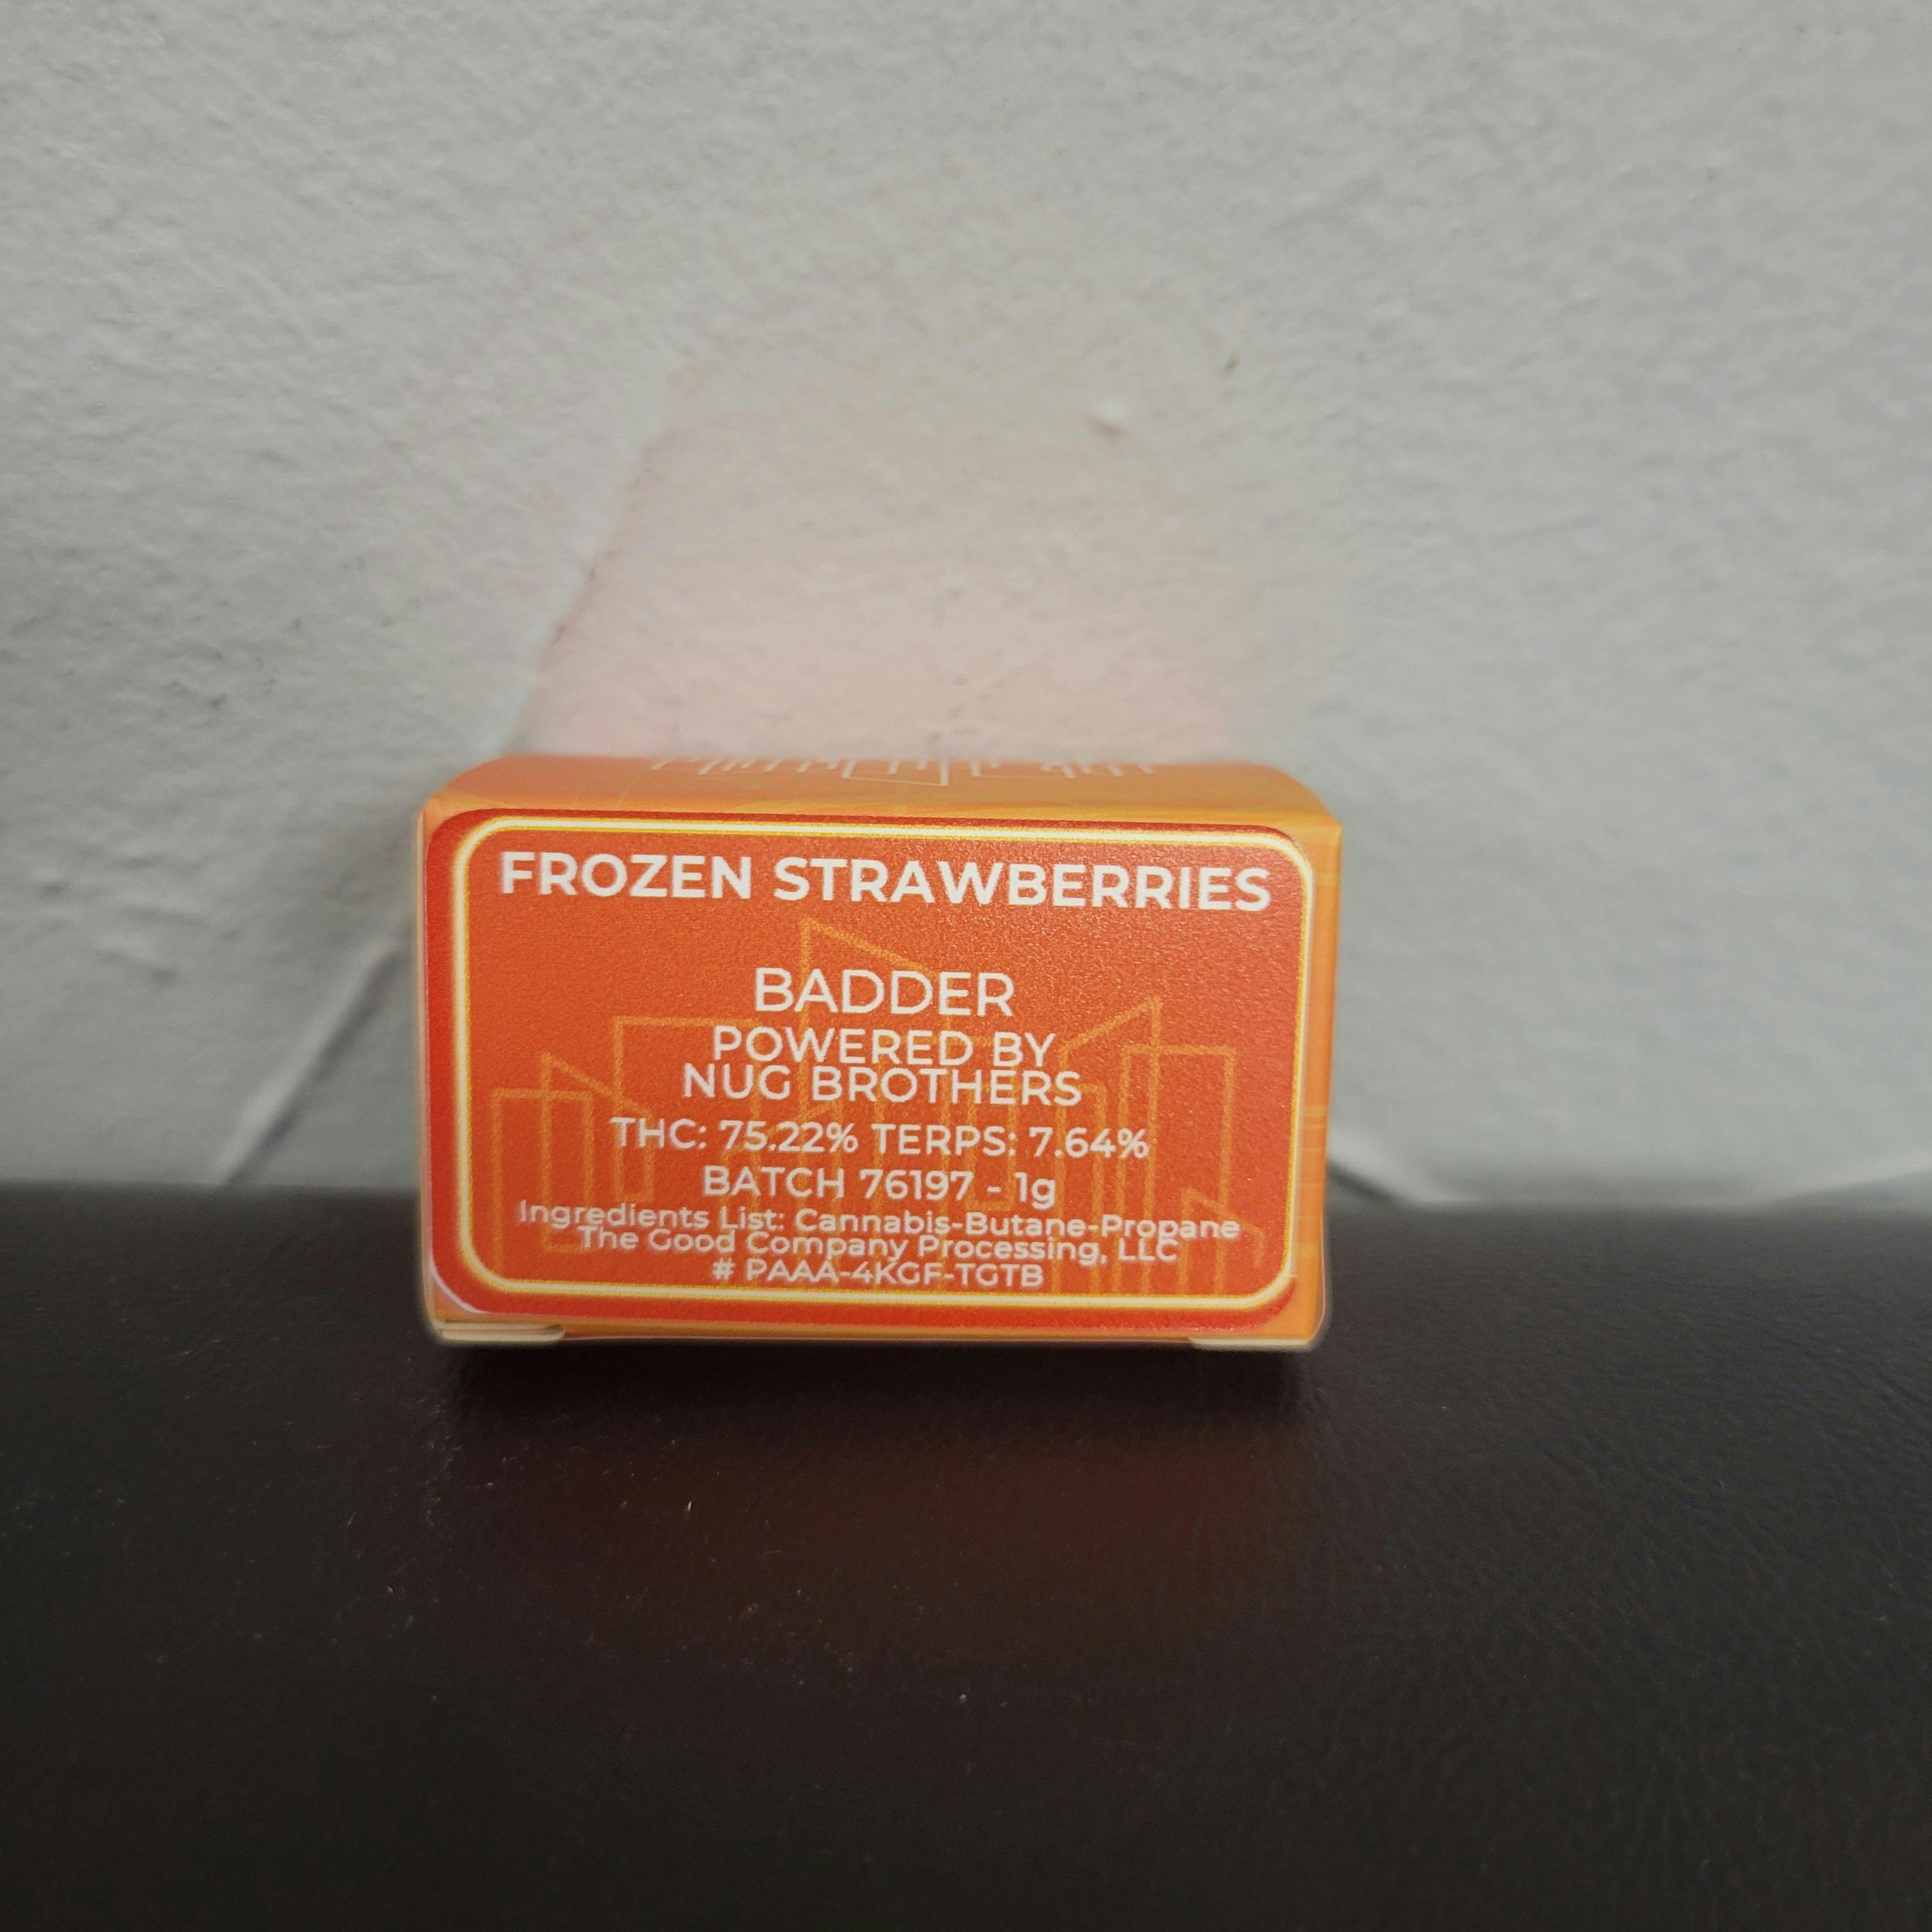 FROZEN STRAWBERRIES
BADDER
POWERED BY
NUG BROTHERS
THC: 75.22% TERPS: 7.64%
BATCH 76197 - 1g
Ingredients List: Cannabis-Butane-Propane
The Good Company Processing, LLC
# PAAA-4KGF-TGTB